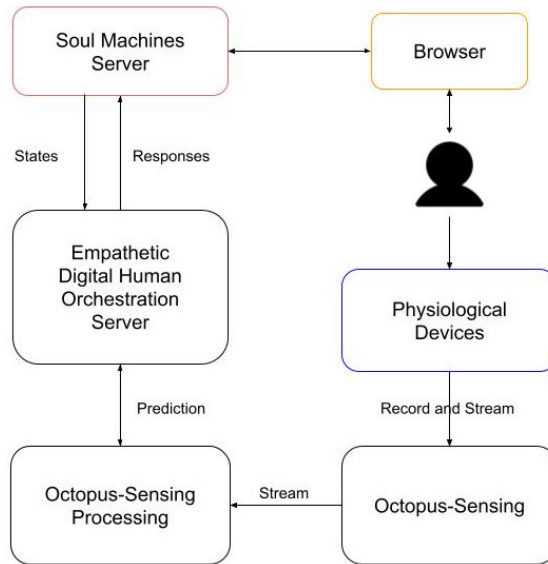 Soul Machines
Server
Browser
States
Responses
Empathetic
Digital Human
Orchestration
Server
Physiological
Devices
Prediction
Record and Stream
Octopus-Sensing
Processing
Stream
Octopus-Sensing